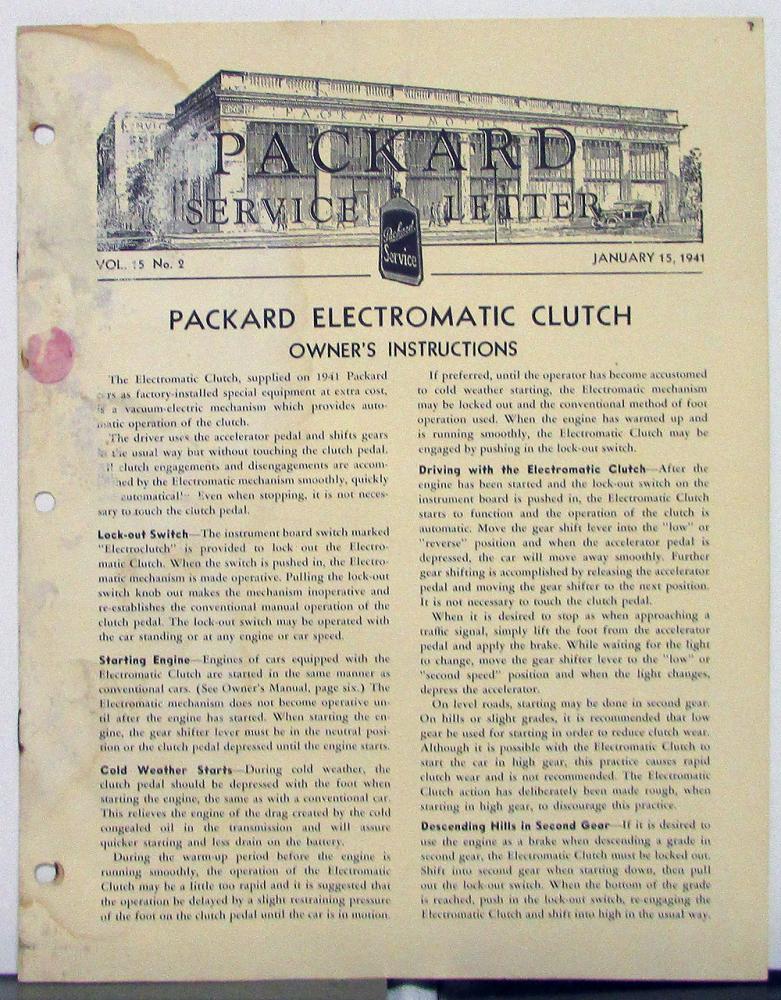 PACKARD MOTOR
PACKARD
SERVICE LETTER
Packard
Service
VOL. 15 No. 2
JANUARY 15, 1941
PACKARD ELECTROMATIC CLUTCH
OWNER'S INSTRUCTIONS
The Electromatic Clutch, supplied on 1941 Packard
rs as factory-installed special equipment at extra cost,
is a vacuum-electric mechanism which provides auto-
matic operation of the clutch.
The driver uses the accelerator pedal and shifts gears
the usual way but without touching the clutch pedal.
clutch engagements and disengagements are accom-
hed by the Electromatic mechanism smoothly, quickly
automatically. Even when stopping, it is not neces-
sary to touch the clutch pedal.
Lock-out Switch—The instrument board switch marked
"Electroclutch" is provided to lock out the Electro-
matic Clutch. When the switch is pushed in, the Electro-
matic mechanism is made operative. Pulling the lock-out
switch knob out makes the mechanism inoperative and
re-establishes the conventional manual operation of the
clutch pedal. The lock-out switch may be operated with
the car standing or at any engine or car speed.
Starting Engine—Engines of cars equipped with the
Electromatic Clutch are started in the same manner as
conventional cars. (See Owner's Manual, page six.) The
Electromatic mechanism does not become operative un-
til after the engine has started. When starting the en-
gine, the gear shifter lever must be in the neutral posi-
tion or the clutch pedal depressed until the engine starts.
Cold Weather Starts—During cold weather, the
clutch pedal should be depressed with the foot when
starting the engine, the same as with a conventional car.
This relieves the engine of the drag created by the cold
congealed oil in the transmission and will assure
quicker starting and less drain on the battery.
During the warm-up period before the engine is
running smoothly, the operation of the Electromatic
Clutch may be a little too rapid and it is suggested that
the operation be delayed by a slight restraining pressure
of the foot on the clutch pedal until the car is in motion.
If preferred, until the operator has become accustomed
to cold weather starting, the Electromatic mechanism
may be locked out and the conventional method of foot
operation used. When the engine has warmed up and
is running smoothly, the Electromatic Clutch may be
engaged by pushing in the lock-out switch.
Driving with the Electromatic Clutch—After the
engine has been started and the lock-out switch on the
instrument board is pushed in, the Electromatic Clutch
starts to function and the operation of the clutch is
automatic. Move the gear shift lever into the "low" or
"reverse" position and when the accelerator pedal is
depressed, the car will move away smoothly. Further
gear shifting is accomplished by releasing the accelerator
pedal and moving the gear shifter to the next position.
It is not necessary to touch the clutch pedal.
When it is desired to stop as when approaching a
traffic signal, simply lift the foot from the accelerator
pedal and apply the brake. While waiting for the light
to change, move the gear shifter lever to the "low" or
"second speed" position and when the light changes,
depress the accelerator.
On level roads, starting may be done in second gear.
On hills or slight grades, it is recommended that low
gear be used for starting in order to reduce clutch wear.
Although it is possible with the Electromatic Clutch to
start the car in high gear, this practice causes rapid
clutch wear and is not recommended. The Electromatic
Clutch action has deliberately been made rough, when
starting in high gear, to discourage this practice.
Descending Hills in Second Gear—If it is desired to
use the engine as a brake when descending a grade in
second gear, the Electromatic Clutch must be locked out.
Shift into second gear when starting down, then pull
out the lock-out switch. When the bottom of the grade
is reached, push in the lock-out switch, re-engaging the
Electromatic Clutch and shift into high in the usual way.